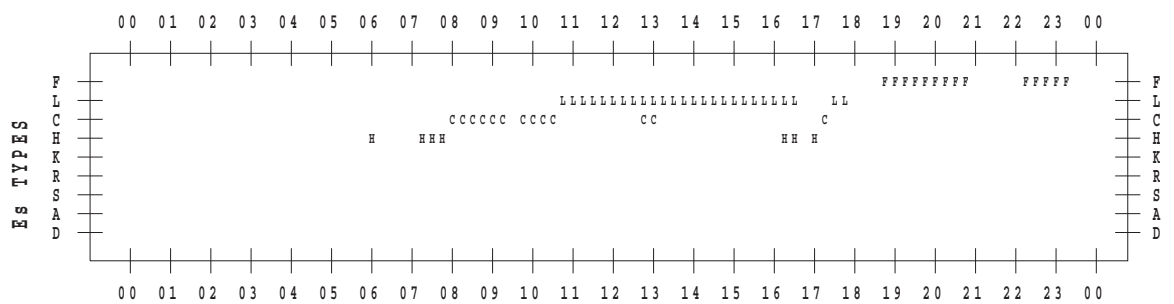 00 01 02 03 04 05 06 07 08 09 10 11 12 13 14 15 16 17 18 19 20 21 22 23 00
Es TYPES
F FFFFFFFFF FFFFF F
L LLLLLLLLLLLLLLLLLLLLLLLL LL L
C CCCCCC CCCC CC C C
H H HHH HH H H
K K
R R
S S
A A
D D
00 01 02 03 04 05 06 07 08 09 10 11 12 13 14 15 16 17 18 19 20 21 22 23 00